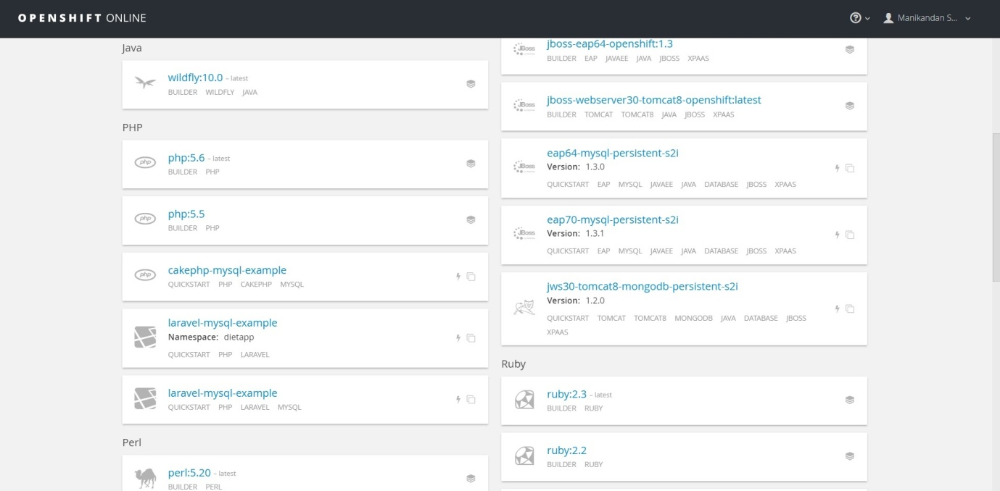 OPENSHIFT ONLINE
Manikandan S...
Java
wildfly:10.0 – latest
BUILDER WILDFLY JAVA
PHP
php
php:5.6 – latest
BUILDER PHP
php
php:5.5
BUILDER PHP
php
cakephp-mysql-example
QUICKSTART PHP CAKEPHP MYSQL
laravel-mysql-example
Namespace: dietapp
QUICKSTART PHP LARAVEL
laravel-mysql-example
QUICKSTART PHP LARAVEL MYSQL
Perl
perl:5.20 – latest
BUILDER PERL
JBoss
jboss-eap64-openshift:1.3
BUILDER EAP JAVAEE JAVA JBOSS XPAAS
JBoss
jboss-webserver30-tomcat8-openshift:latest
BUILDER TOMCAT TOMCAT8 JAVA JBOSS XPAAS
JBoss
eap64-mysql-persistent-s2i
Version: 1.3.0
QUICKSTART EAP MYSQL JAVAEE JAVA DATABASE JBOSS XPAAS
JBoss
eap70-mysql-persistent-s2i
Version: 1.3.1
QUICKSTART EAP MYSQL JAVAEE JAVA DATABASE JBOSS XPAAS
jws30-tomcat8-mongodb-persistent-s2i
Version: 1.2.0
QUICKSTART TOMCAT TOMCAT8 MONGODB JAVA DATABASE JBOSS
XPAAS
Ruby
ruby:2.3 – latest
BUILDER RUBY
ruby:2.2
BUILDER RUBY